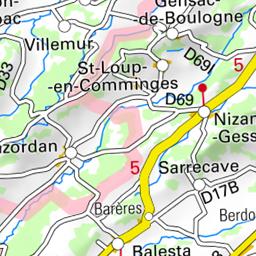 Gensac-
-de-Boulogne
Villemur
D33
D69
St-Loup-
-en-Comminges
5
D69
Nizan-
-Gess
5
Sarrecave
D17B
Barères
Balesta